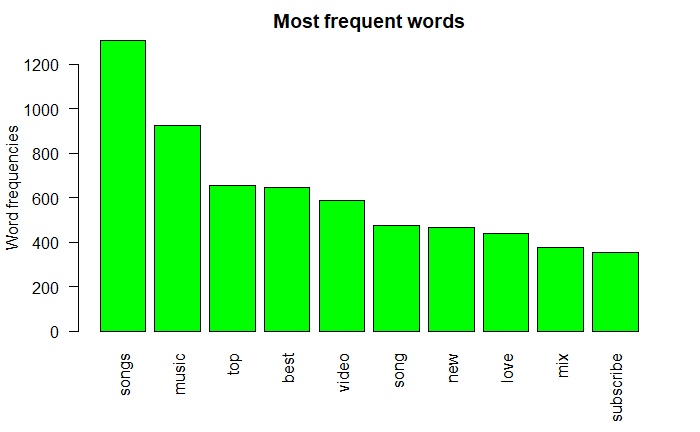 Most frequent words
Word frequencies
1200
1000
800
600
400
200
0
songs
music
top
best
video
song
new
love
mix
subscribe